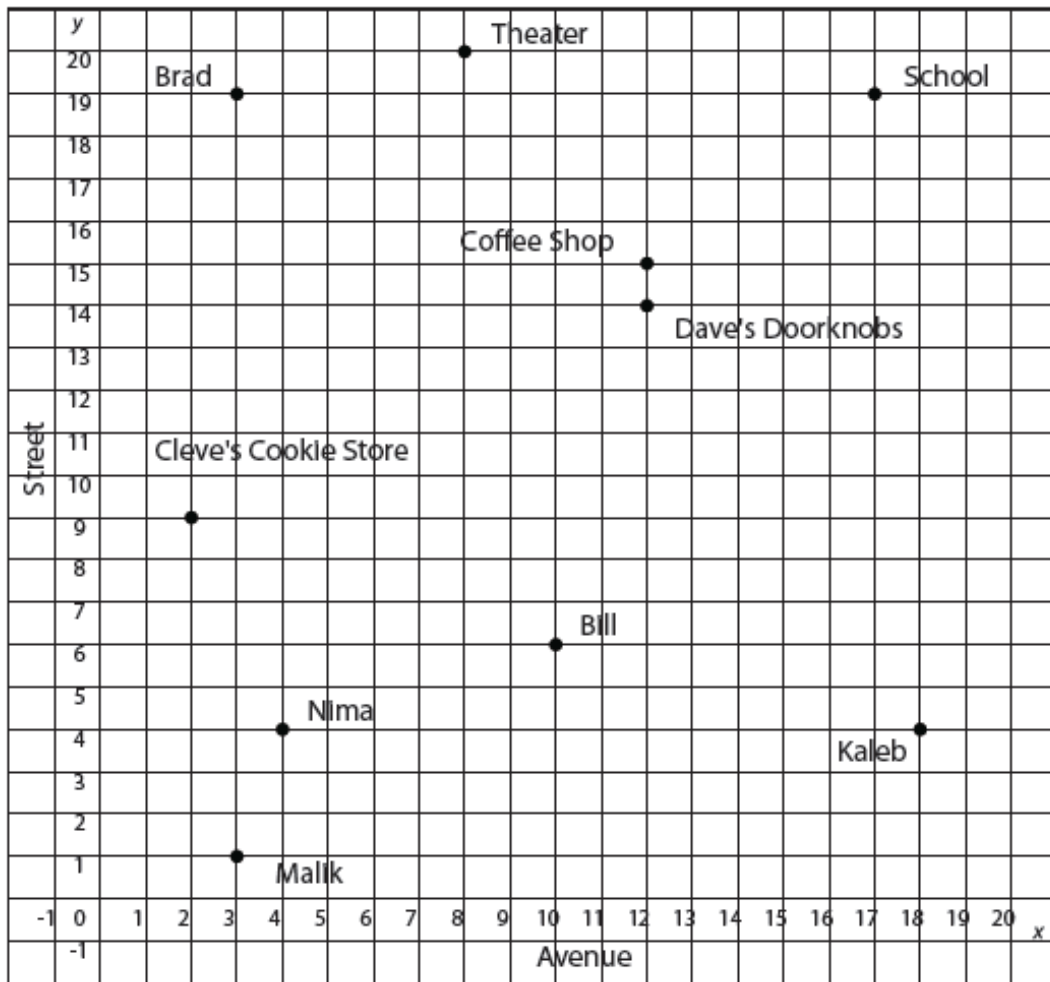 y
Theater
20
Brad
School
19
18
17
16
Coffee Shop
15
14
Dave's Doorknobs
13
12
Street
11
Cleve's Cookie Store
10
9
8
7
Bill
6
5
Nima
4
Kaleb
3
2
1
Malik
-1 0 1 2 3 4 5 6 7 8 9 10 11 12 13 14 15 16 17 18 19 20 x
-1
Avenue